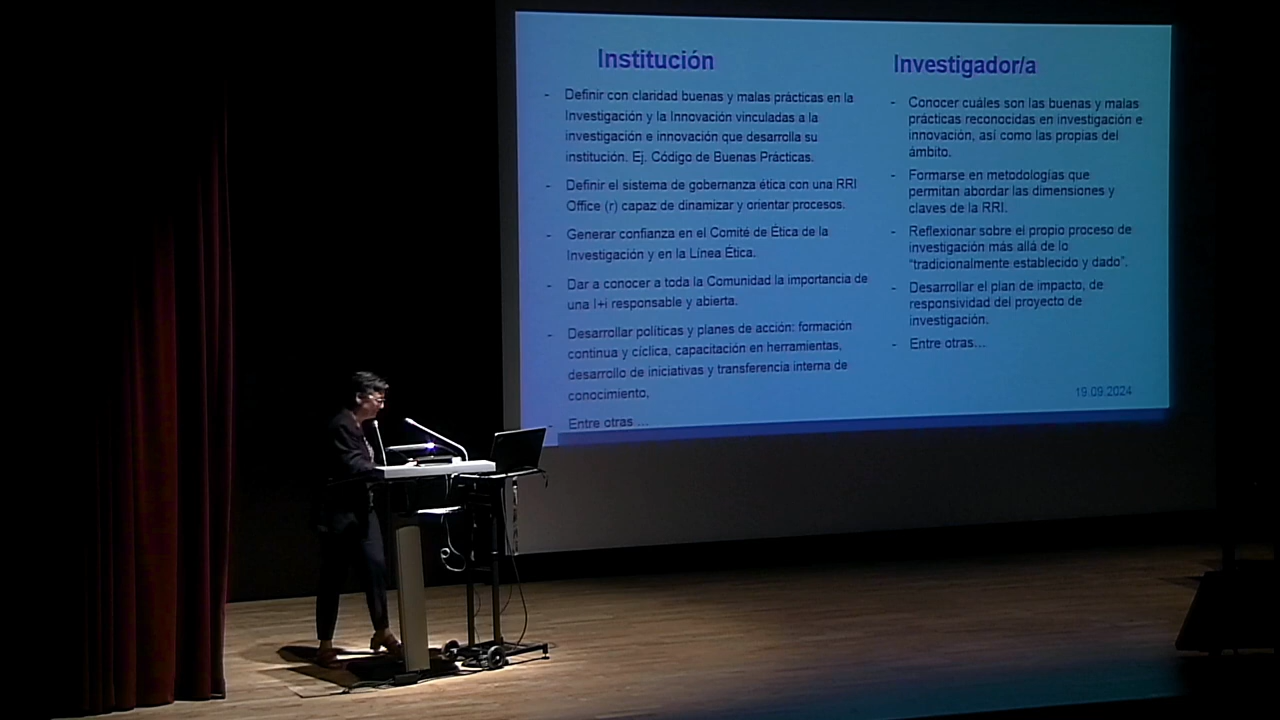 Institución
- Definir con claridad buenas y malas prácticas en la
Investigación y la Innovación vinculadas a la
investigación e innovación que desarrolla su
institución. Ej. Código de Buenas Prácticas.
- Definir el sistema de gobernanza ética con una RRI
Office (r) capaz de dinamizar y orientar procesos.
- Generar confianza en el Comité de Ética de la
Investigación y en la Línea Ética.
- Dar a conocer a toda la Comunidad la importancia de
una I+i responsable y abierta.
- Desarrollar políticas y planes de acción: formación
continua y cíclica, capacitación en herramientas,
desarrollo de iniciativas y transferencia interna de
conocimiento,
- Entre otras ...
Investigador/a
- Conocer cuáles son las buenas y malas
prácticas reconocidas en investigación e
innovación, así como las propias del
ámbito.
- Formarse en metodologías que
permitan abordar las dimensiones y
claves de la RRI.
- Reflexionar sobre el propio proceso de
investigación más allá de lo
“tradicionalmente establecido y dado”.
- Desarrollar el plan de impacto, de
responsividad del proyecto de
investigación.
- Entre otras...
19.09.2024